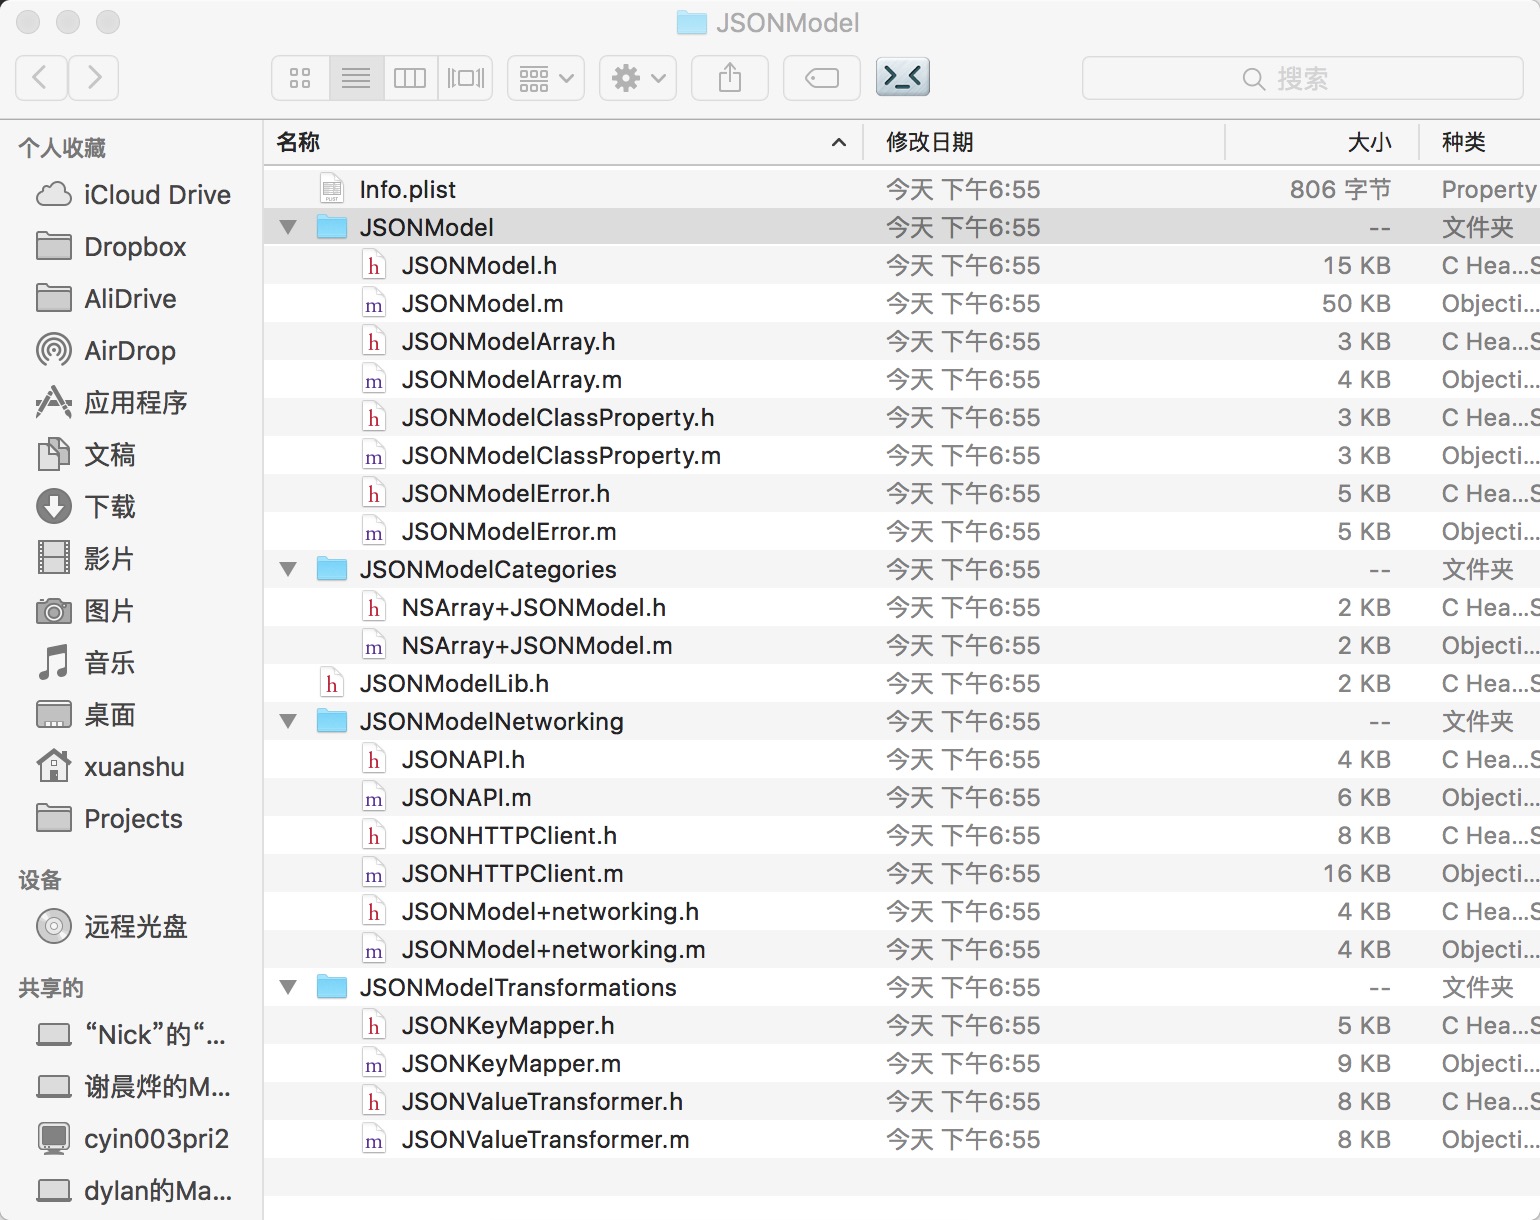 JSONModel
搜索
个人收藏
iCloud Drive
Dropbox
AliDrive
AirDrop
应用程序
文稿
下载
影片
图片
音乐
桌面
xuanshu
Projects
设备
远程光盘
共享的
“Nick”的“...
谢晨烨的M...
cyin003pri2
dylan的Ma...
名称 修改日期 大小 种类
Info.plist 今天 下午6:55 806 字节 Property
JSONModel 今天 下午6:55 -- 文件夹
h JSONModel.h 今天 下午6:55 15 KB C Hea...S
m JSONModel.m 今天 下午6:55 50 KB Objecti...
h JSONModelArray.h 今天 下午6:55 3 KB C Hea...S
m JSONModelArray.m 今天 下午6:55 4 KB Objecti...
h JSONModelClassProperty.h 今天 下午6:55 3 KB C Hea...S
m JSONModelClassProperty.m 今天 下午6:55 3 KB Objecti...
h JSONModelError.h 今天 下午6:55 5 KB C Hea...S
m JSONModelError.m 今天 下午6:55 5 KB Objecti...
JSONModelCategories 今天 下午6:55 -- 文件夹
h NSArray+JSONModel.h 今天 下午6:55 2 KB C Hea...S
m NSArray+JSONModel.m 今天 下午6:55 2 KB Objecti...
h JSONModelLib.h 今天 下午6:55 2 KB C Hea...S
JSONModelNetworking 今天 下午6:55 -- 文件夹
h JSONAPI.h 今天 下午6:55 4 KB C Hea...S
m JSONAPI.m 今天 下午6:55 6 KB Objecti...
h JSONHTTPClient.h 今天 下午6:55 8 KB C Hea...S
m JSONHTTPClient.m 今天 下午6:55 16 KB Objecti...
h JSONModel+networking.h 今天 下午6:55 4 KB C Hea...S
m JSONModel+networking.m 今天 下午6:55 4 KB Objecti...
JSONModelTransformations 今天 下午6:55 -- 文件夹
h JSONKeyMapper.h 今天 下午6:55 5 KB C Hea...S
m JSONKeyMapper.m 今天 下午6:55 9 KB Objecti...
h JSONValueTransformer.h 今天 下午6:55 8 KB C Hea...S
m JSONValueTransformer.m 今天 下午6:55 8 KB Objecti...